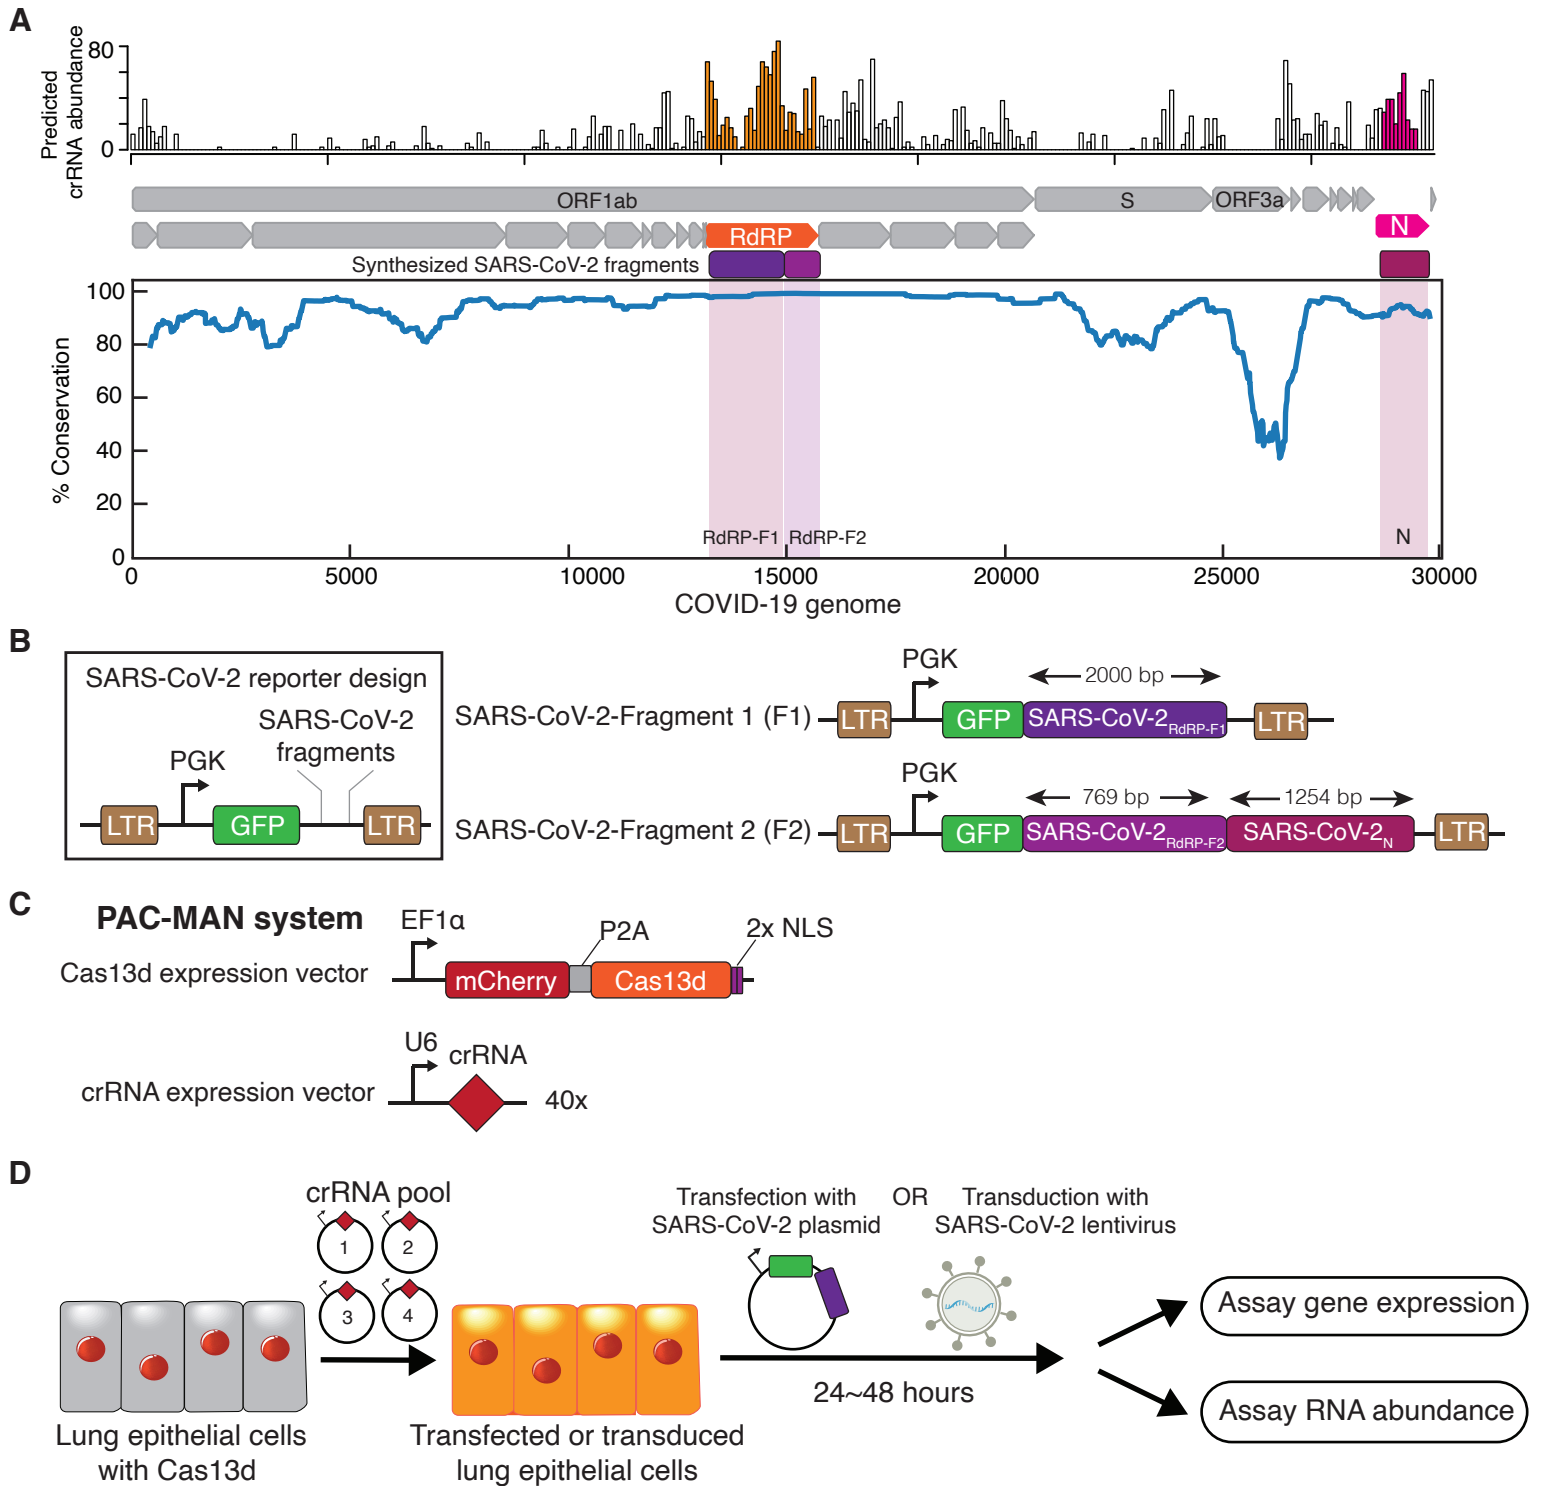 A
Predicted
crRNA abundance
80
0
ORF1ab
S
ORF3a
RdRP
N
Synthesized SARS-CoV-2 fragments
% Conservation
100
80
60
40
20
0
RdRP-F1
RdRP-F2
N
0
5000
10000
15000
20000
25000
30000
COVID-19 genome
B
SARS-CoV-2 reporter design
SARS-CoV-2
fragments
PGK
LTR
GFP
LTR
PGK
2000 bp
SARS-CoV-2-Fragment 1 (F1)
LTR
GFP
SARS-CoV-2RdRP-F1
LTR
PGK
769 bp
1254 bp
SARS-CoV-2-Fragment 2 (F2)
LTR
GFP
SARS-CoV-2RdRP-F2
SARS-CoV-2N
LTR
C
PAC-MAN system
EF1α
P2A
2x NLS
Cas13d expression vector
mCherry
Cas13d
U6
crRNA
crRNA expression vector
40x
D
crRNA pool
1
2
3
4
Transfection with
SARS-CoV-2 plasmid
OR
Transduction with
SARS-CoV-2 lentivirus
24~48 hours
Assay gene expression
Assay RNA abundance
Lung epithelial cells
with Cas13d
Transfected or transduced
lung epithelial cells